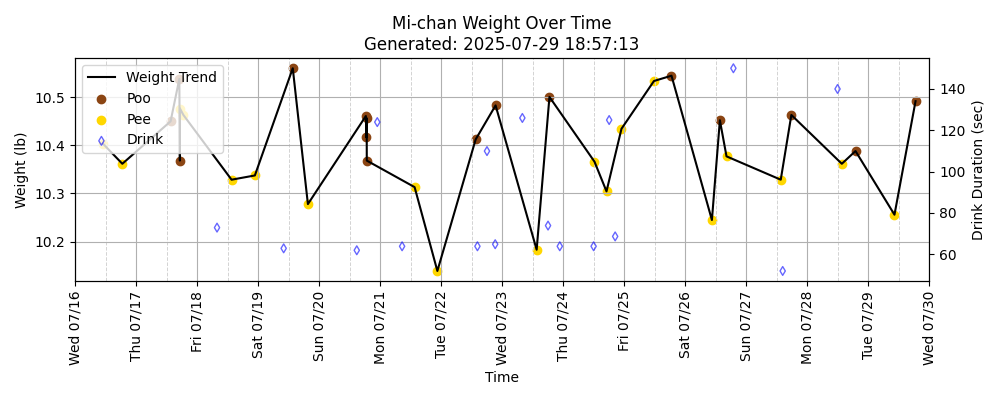 Mi-chan Weight Over Time
Generated: 2025-07-29 18:57:13
Weight Trend
Poo
Pee
Drink
Weight (lb)
10.5
10.4
10.3
10.2
Drink Duration (sec)
140
120
100
80
60
Wed 07/16
Thu 07/17
Fri 07/18
Sat 07/19
Sun 07/20
Mon 07/21
Tue 07/22
Wed 07/23
Thu 07/24
Fri 07/25
Sat 07/26
Sun 07/27
Mon 07/28
Tue 07/29
Wed 07/30
Time